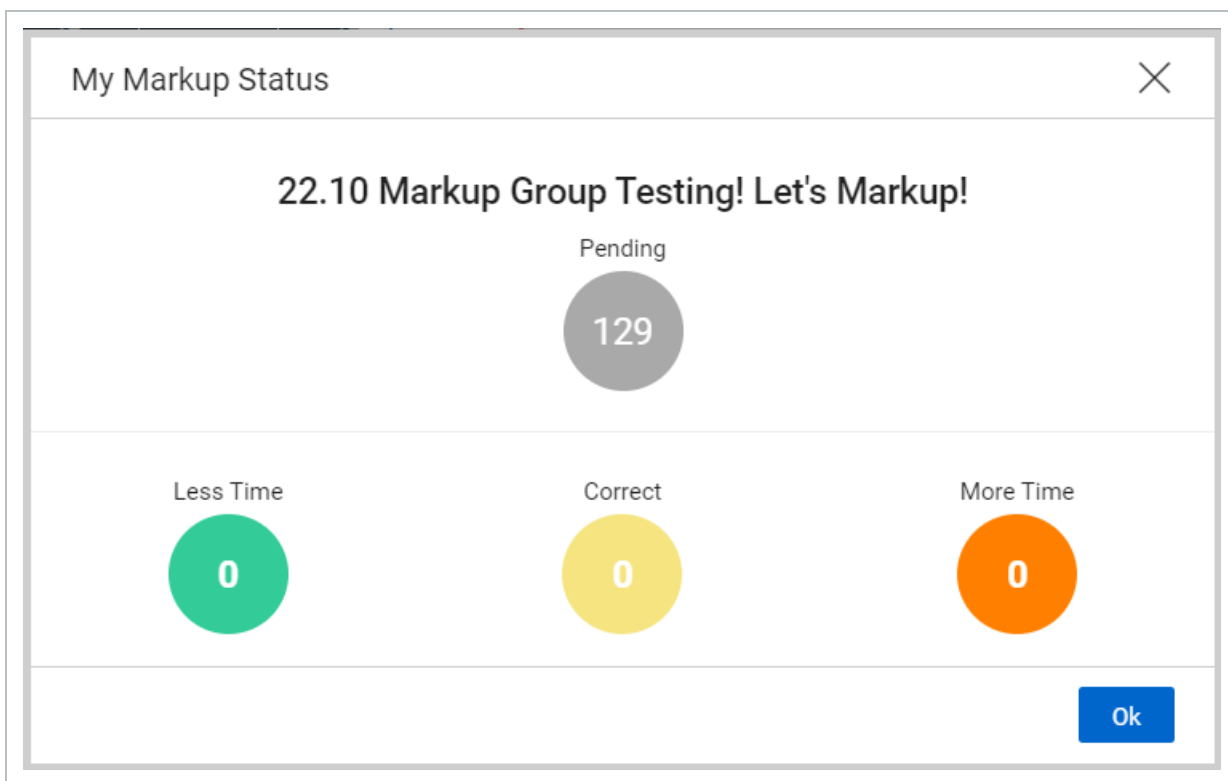 My Markup Status
22.10 Markup Group Testing! Let's Markup!
Pending
129
Less Time
Correct
More Time
0
0
0
Ok